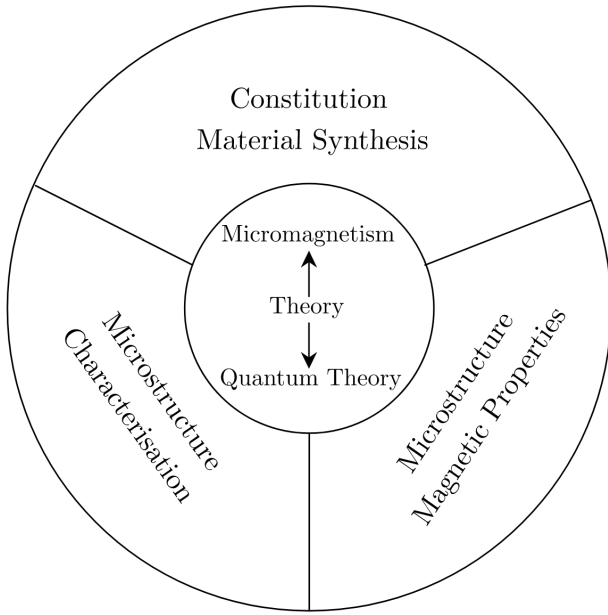 Constitution
Material Synthesis
Micromagnetism
Theory
Quantum Theory
Microstructure
Characterisation
Microstructure
Magnetic Properties